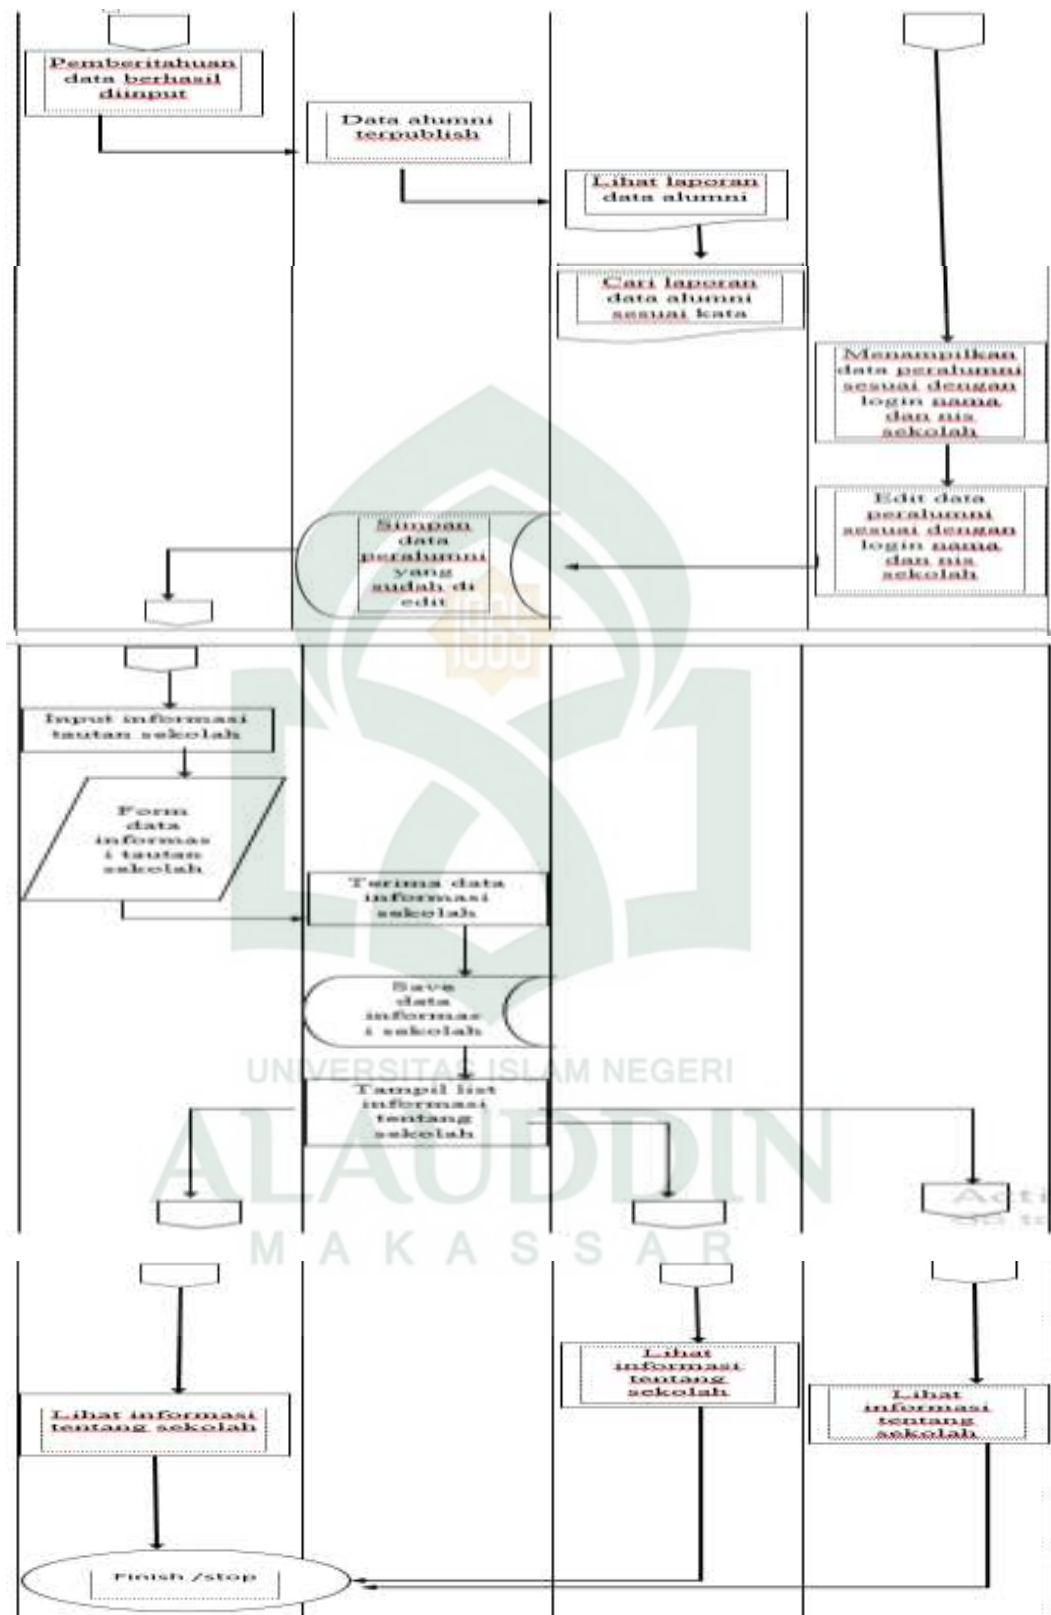 Pemberitahuan
data berhasil
diinput
Data alumni
terpublish
Lihat laporan
data alumni
Cari laporan
data alumni
sesuai kata
Menampilkan
data peralumni
sesuai dengan
login nama
dan nis
sekolah
Edit data
peralumni
sesuai dengan
login nama
dan nis
sekolah
Simpan
data
peralumni
yang
sudah di
edit
1965
Input informasi
tautan sekolah
Form
data
informas
i tautan
sekolah
Terima data
informasi
sekolah
Save
data
informas
i sekolah
Tampil list
informasi
tentang
sekolah
UNIVERSITAS ISLAM NEGERI
ALAUDDIN
MAKASSAR
Acti
Lihat
informasi
tentang
sekolah
Lihat
informasi
tentang
sekolah
Lihat informasi
tentang sekolah
Finish /stop